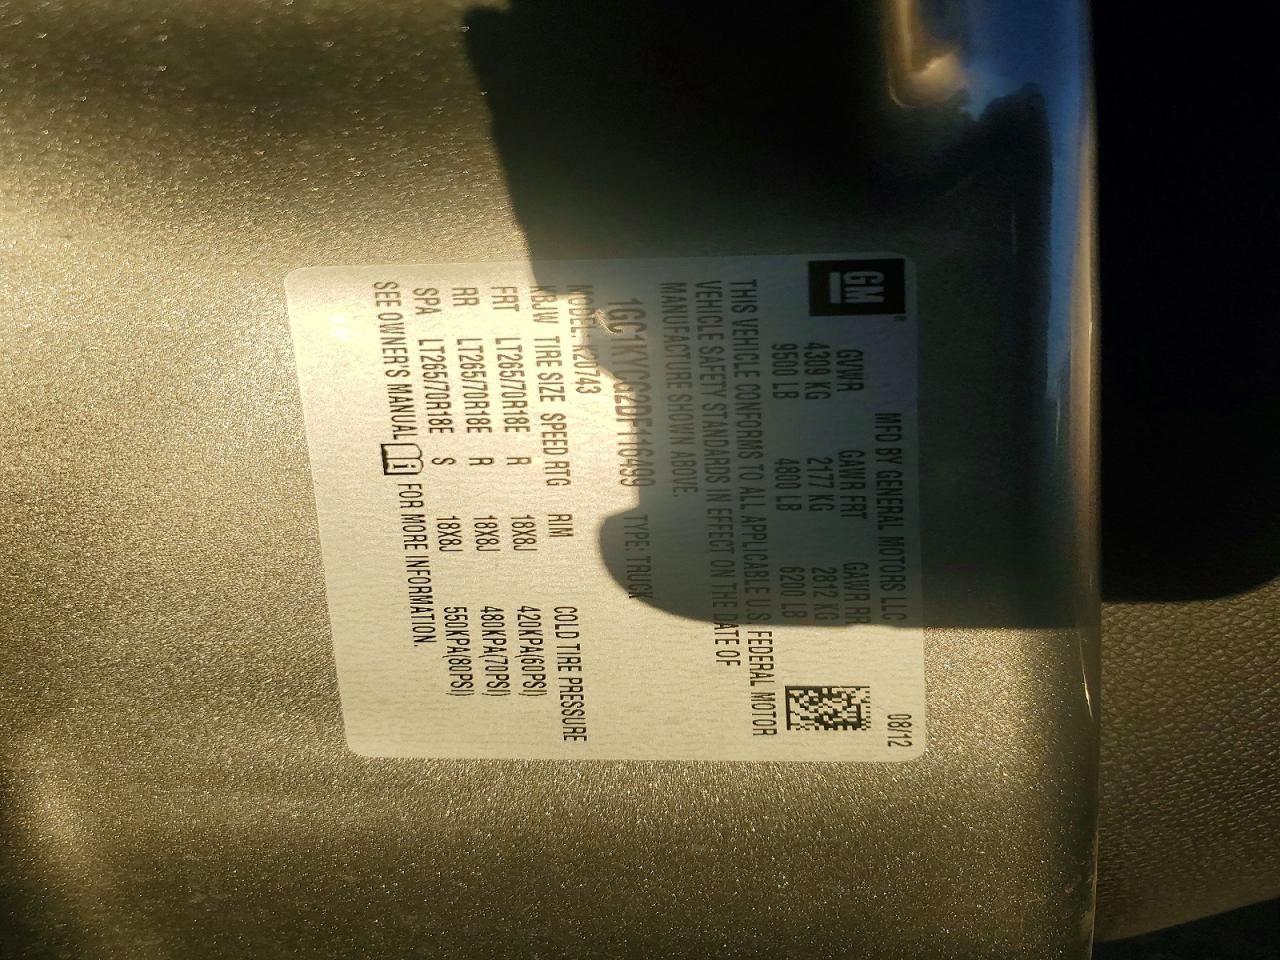 GM
MFD BY GENERAL MOTORS LLC 08/12
GVWR GAWR FRT GAWR RR
4309 KG 2177 KG 2812 KG
9500 LB 4800 LB 6200 LB
THIS VEHICLE CONFORMS TO ALL APPLICABLE U.S. FEDERAL MOTOR
VEHICLE SAFETY STANDARDS IN EFFECT ON THE DATE OF
MANUFACTURE SHOWN ABOVE.
1GC1KYCG2DF116499 TYPE: TRUCK
MODEL: K20743
TIRE SIZE SPEED RTG RIM COLD TIRE PRESSURE
FRT LT265/70R18E R 18X8J 420KPA(60PSI)
RR LT265/70R18E R 18X8J 480KPA(70PSI)
SPA LT265/70R18E S 18X8J 550KPA(80PSI)
SEE OWNER'S MANUAL FOR MORE INFORMATION.